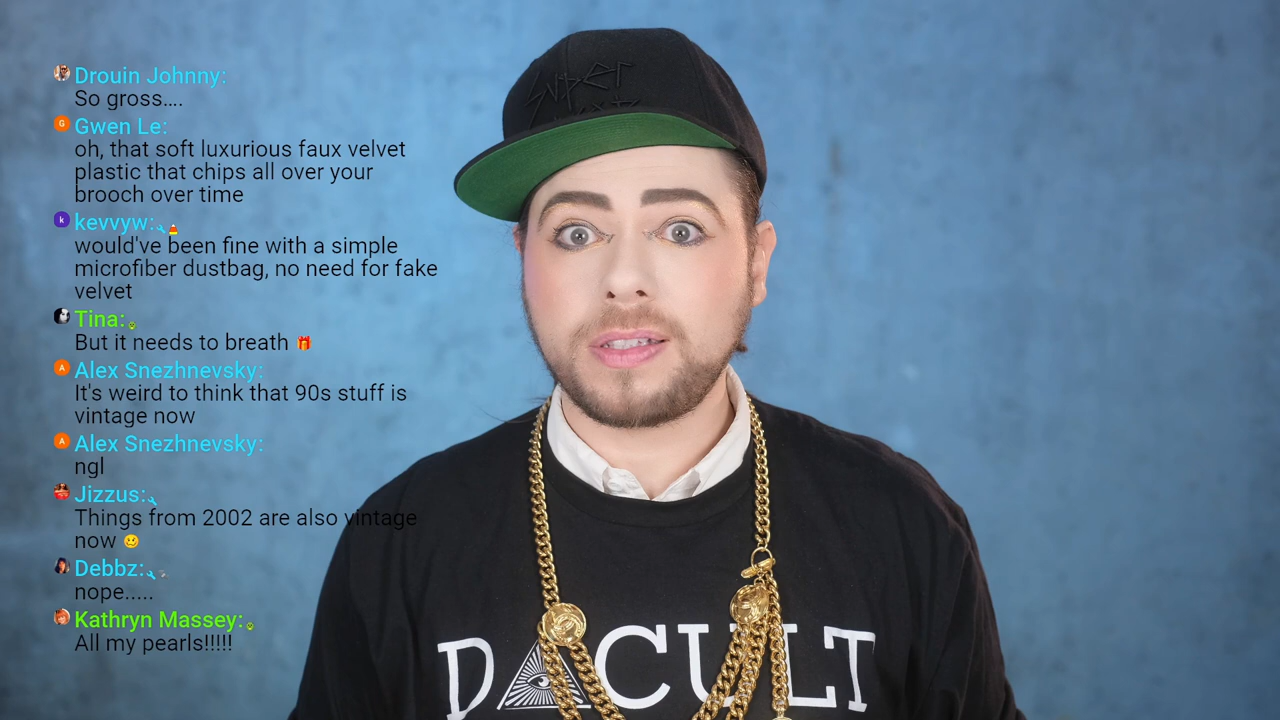 Drouin Johnny:
So gross....
Gwen Le:
oh, that soft luxurious faux velvet
plastic that chips all over your
brooch over time
kevvyw:
would've been fine with a simple
microfiber dustbag, no need for fake
velvet
Tina:
But it needs to breath
Alex Snezhnevsky:
It's weird to think that 90s stuff is
vintage now
Alex Snezhnevsky:
ngl
Jizzus:
Things from 2002 are also vintage
now
Debbz:
nope.....
Kathryn Massey:
All my pearls!!!!!
super
D CULT